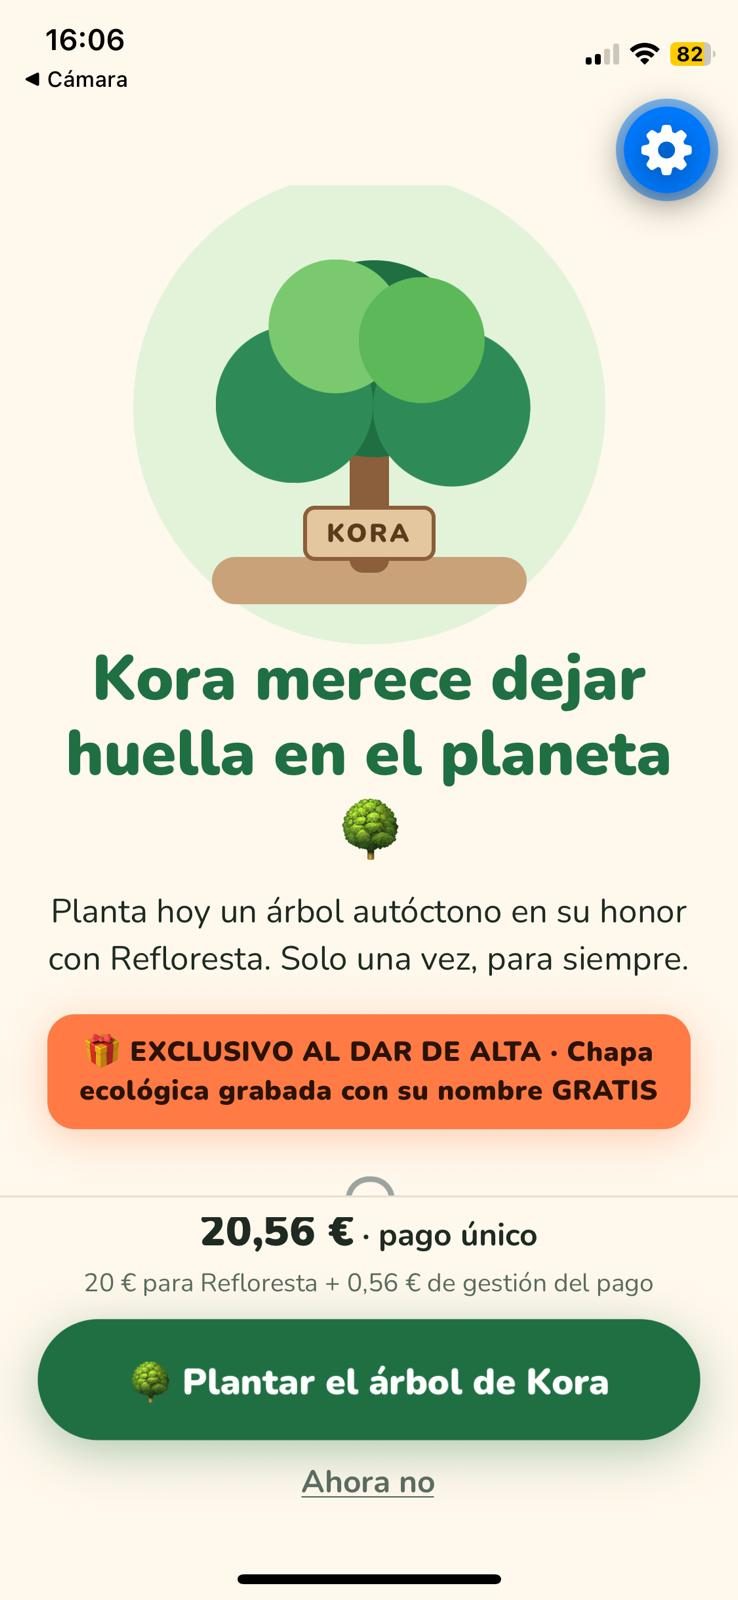 16:06
◀ Cámara
82
KORA
Kora merece dejar
huella en el planeta
🌳
Planta hoy un árbol autóctono en su honor
con Refloresta. Solo una vez, para siempre.
🎁 EXCLUSIVO AL DAR DE ALTA · Chapa
ecológica grabada con su nombre GRATIS
20,56 € · pago único
20 € para Refloresta + 0,56 € de gestión del pago
🌳 Plantar el árbol de Kora
Ahora no